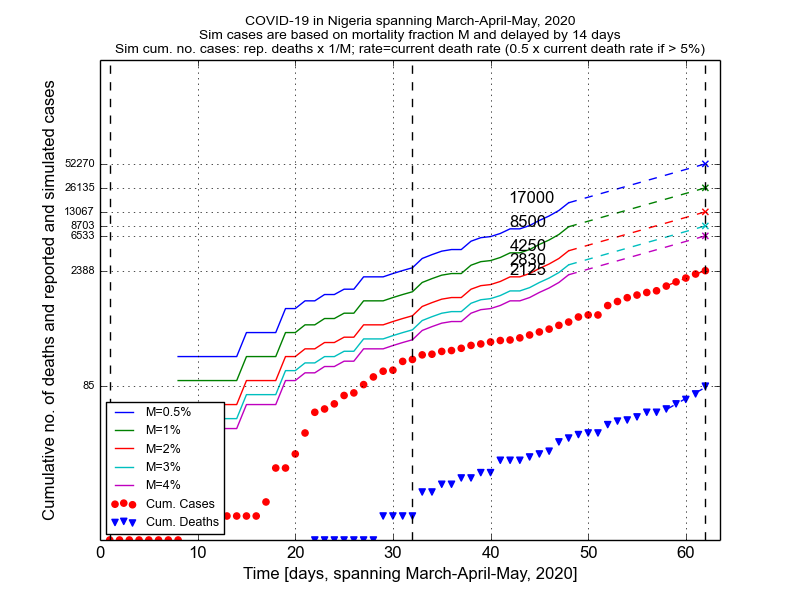 COVID-19 in Nigeria spanning March-April-May, 2020
Sim cases are based on mortality fraction M and delayed by 14 days
Sim cum. no. cases: rep. deaths x 1/M; rate=current death rate (0.5 x current death rate if > 5%)
Cumulative no. of deaths and reported and simulated cases
52270
26135
13067
8703
6533
2388
85
17000
8500
4250
2830
2125
M=0.5%
M=1%
M=2%
M=3%
M=4%
Cum. Cases
Cum. Deaths
0 10 20 30 40 50 60
Time [days, spanning March-April-May, 2020]